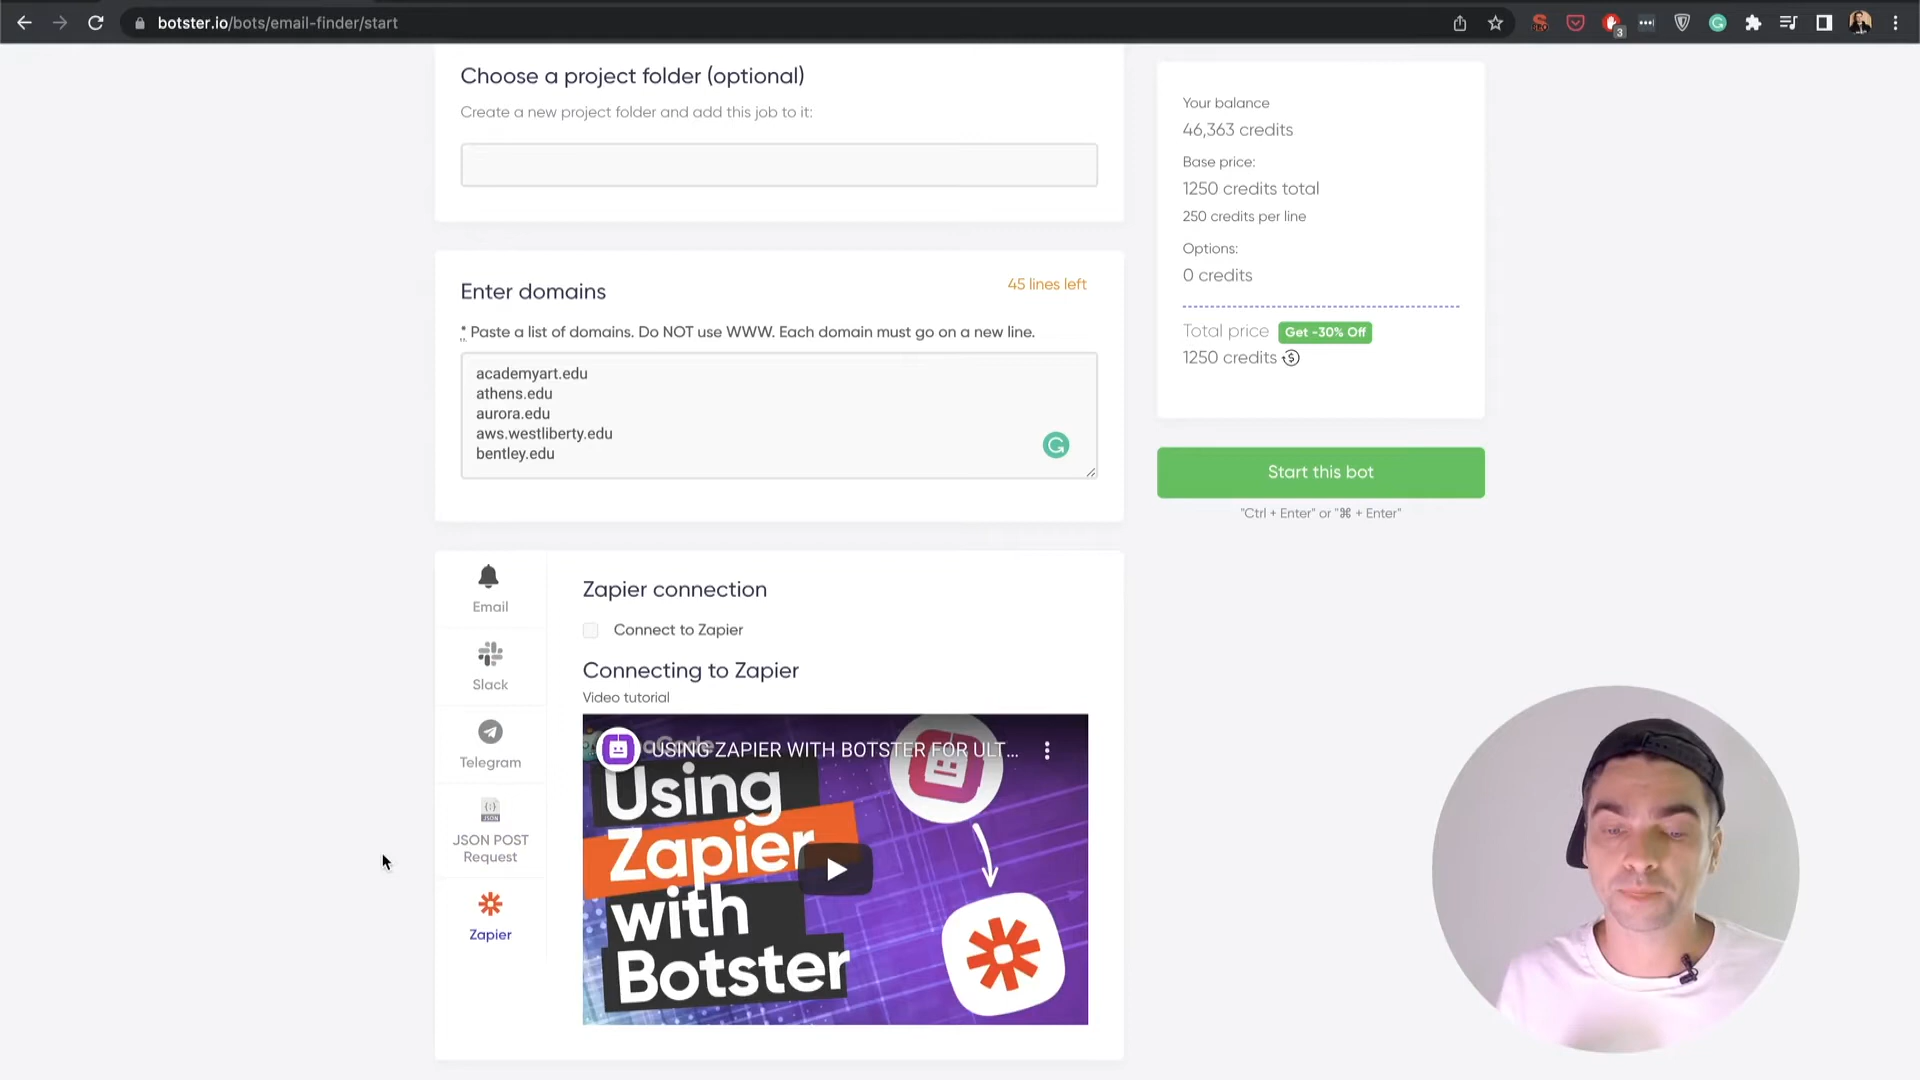 botster.io/bots/email-finder/start
3
Choose a project folder (optional)
Create a new project folder and add this job to it:
Enter domains
45 lines left
* Paste a list of domains. Do NOT use WWW. Each domain must go on a new line.
academyart.edu
athens.edu
aurora.edu
aws.westliberty.edu
bentley.edu
Your balance
46,363 credits
Base price:
1250 credits total
250 credits per line
Options:
0 credits
Total price Get -30% Off
1250 credits
Start this bot
"Ctrl + Enter" or "⌘ + Enter"
Email
Slack
Telegram
JSON POST
Request
Zapier
Zapier connection
Connect to Zapier
Connecting to Zapier
Video tutorial
USING ZAPIER WITH BOTSTER FOR ULT...
Using
Zapier
with
Botster